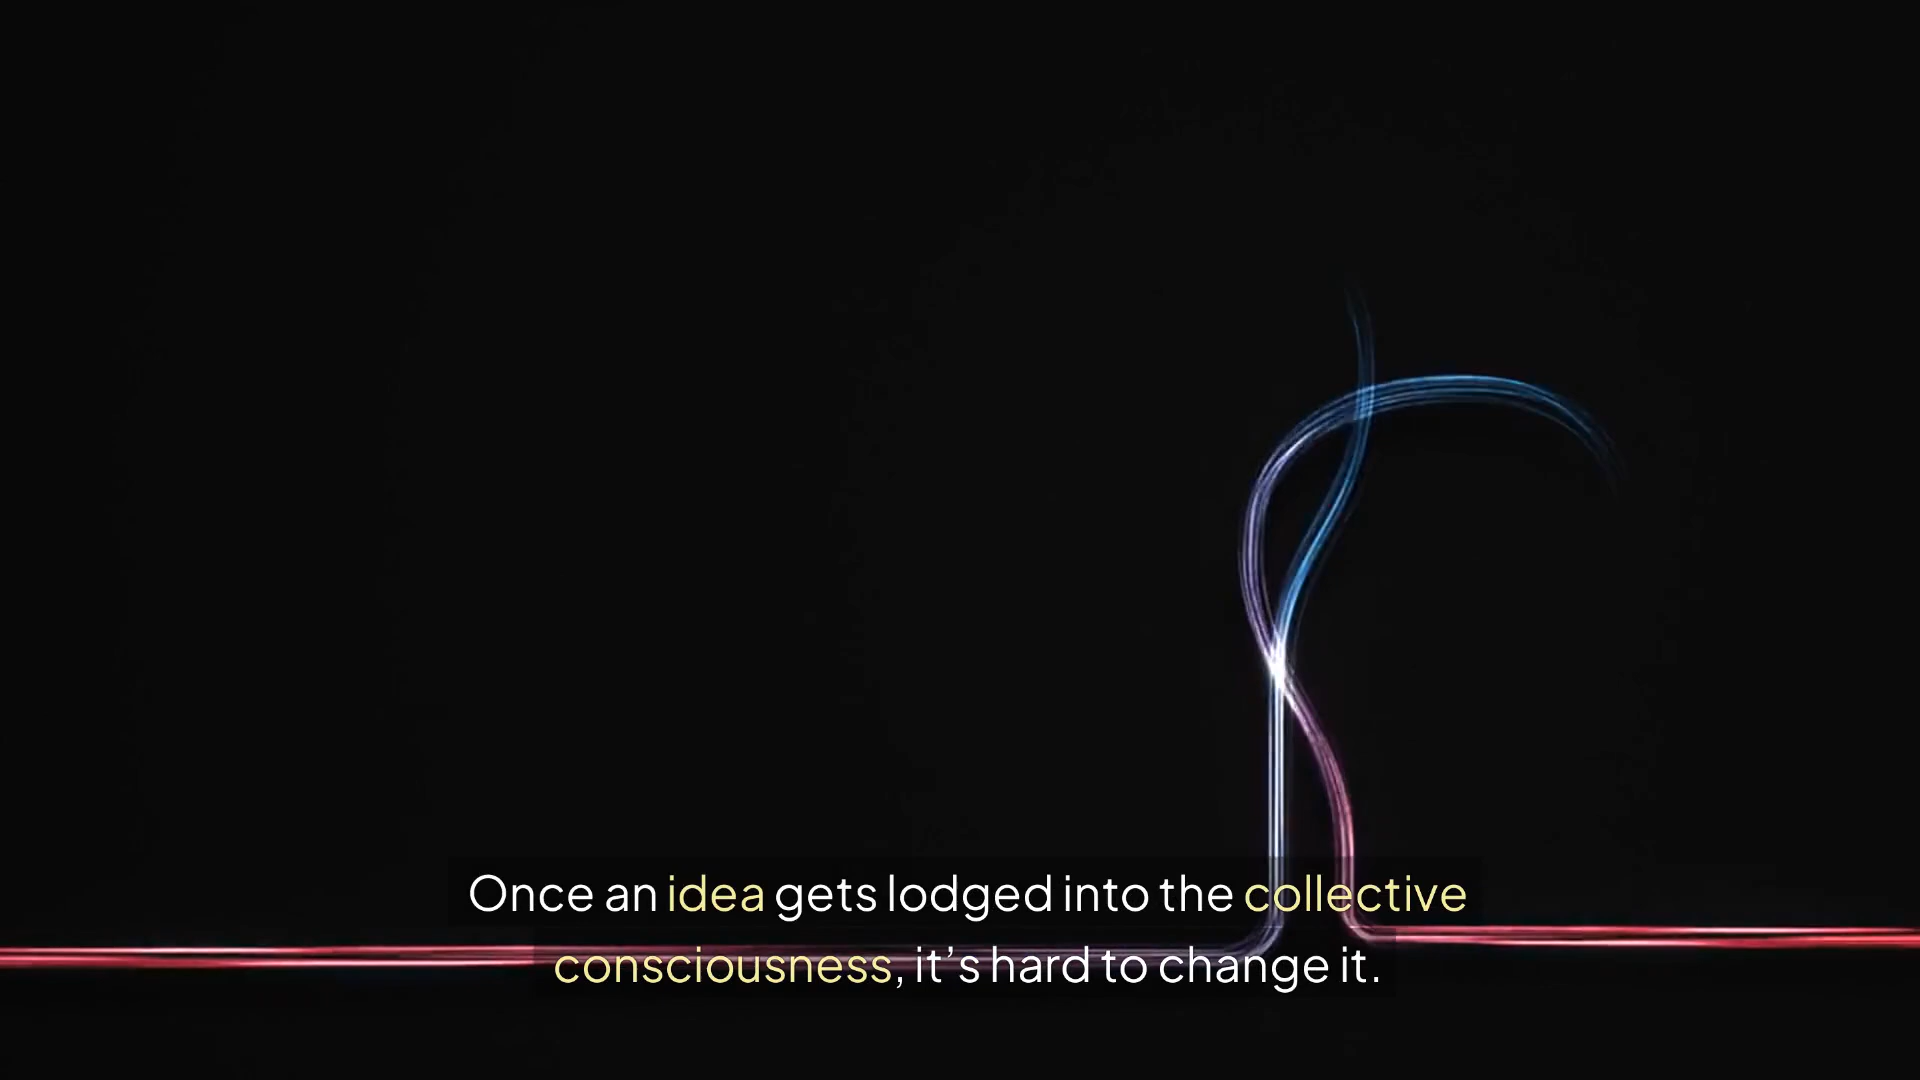 Once an idea gets lodged into the collective
consciousness, it’s hard to change it.